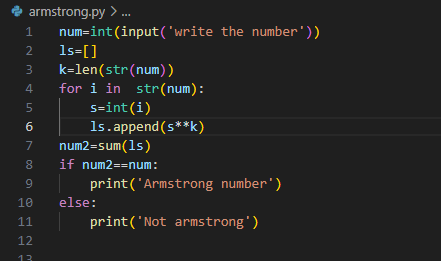 armstrong.py > ...
1 num=int(input('write the number'))
2 ls=[]
3 k=len(str(num))
4 for i in  str(num):
5     s=int(i)
6     ls.append(s**k)
7 num2=sum(ls)
8 if num2==num:
9     print('Armstrong number')
10 else:
11     print('Not armstrong')
12
13